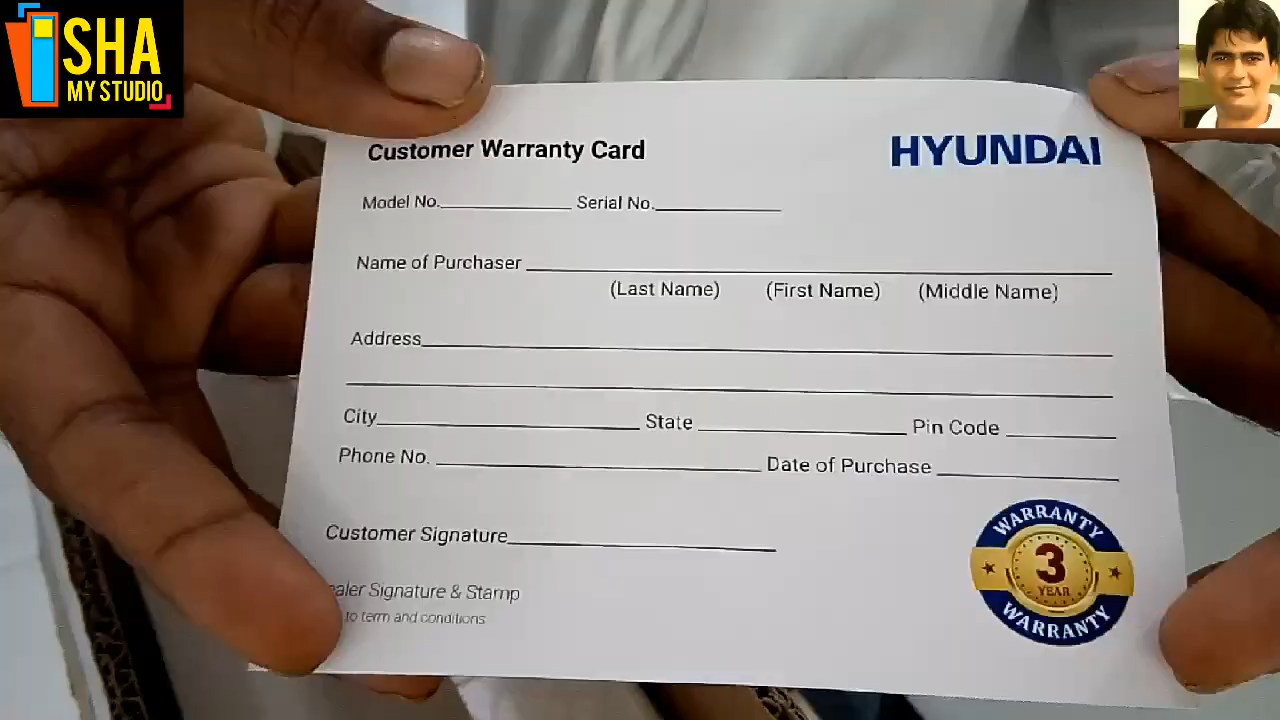 iSHA
MY STUDIO
Customer Warranty Card
HYUNDAI
Model No. Serial No.
Name of Purchaser
(Last Name) (First Name) (Middle Name)
Address
City State Pin Code
Phone No. Date of Purchase
Customer Signature
WARRANTY
3
YEAR
WARRANTY
Signature & Stamp
to term and conditions